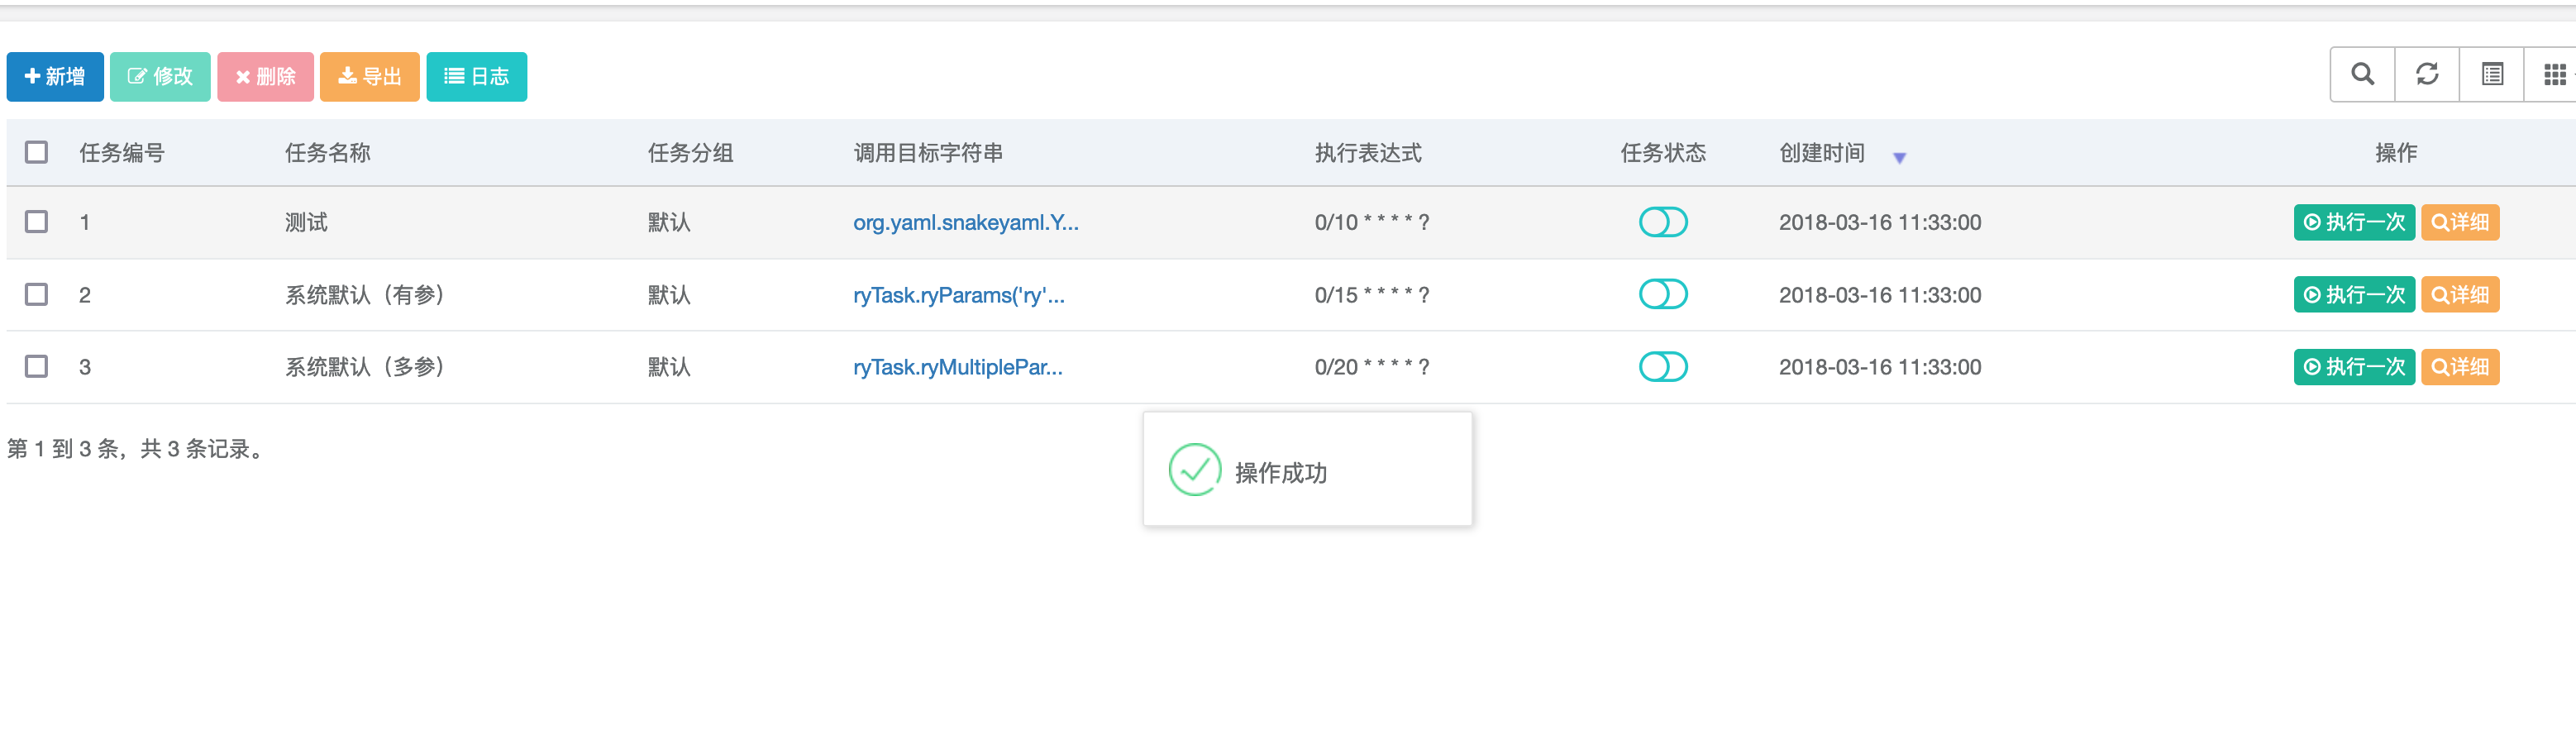 新增 修改 删除 导出 日志
任务编号 任务名称 任务分组 调用目标字符串 执行表达式 任务状态 创建时间 操作
1 测试 默认 org.yaml.snakeyaml.Y... 0/10 * * * * ? 2018-03-16 11:33:00 执行一次 详细
2 系统默认（有参） 默认 ryTask.ryParams('ry'... 0/15 * * * * ? 2018-03-16 11:33:00 执行一次 详细
3 系统默认（多参） 默认 ryTask.ryMultiplePar... 0/20 * * * * ? 2018-03-16 11:33:00 执行一次 详细
第 1 到 3 条，共 3 条记录。
操作成功